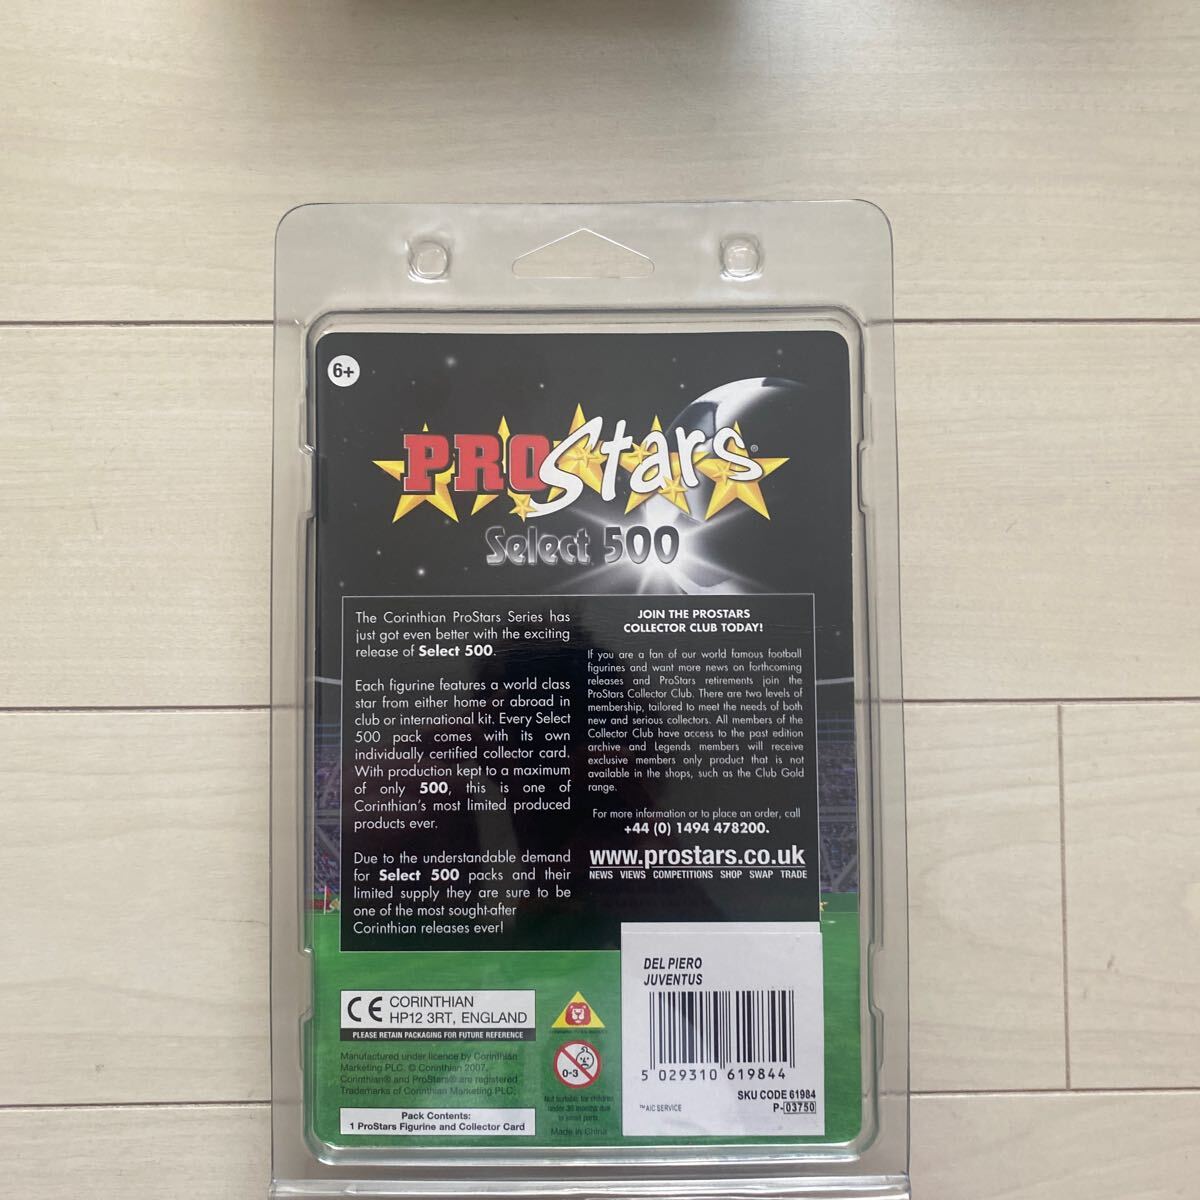 6+
PROStars®
Select 500
The Corinthian ProStars Series has
just got even better with the exciting
release of Select 500.
Each figurine features a world class
star from either home or abroad in
club or international kit. Every Select
500 pack comes with its own
individually certified collector card.
With production kept to a maximum
of only 500, this is one of
Corinthian's most limited produced
products ever.
Due to the understandable demand
for Select 500 packs and their
limited supply they are sure to be
one of the most sought-after
Corinthian releases ever!
JOIN THE PROSTARS
COLLECTOR CLUB TODAY!
If you are a fan of our world famous football
figurines and want more news on forthcoming
releases and ProStars retirements join the
ProStars Collector Club. There are two levels of
membership, tailored to meet the needs of both
new and serious collectors. All members of the
Collector Club have access to the past edition
archive and Legends members will receive
exclusive members only product that is not
available in the shops, such as the Club Gold
range.
For more information or to place an order, call
+44 (0) 1494 478200.
www.prostars.co.uk
NEWS VIEWS COMPETITIONS SHOP SWAP TRADE
CE CORINTHIAN
HP12 3RT, ENGLAND
PLEASE RETAIN PACKAGING FOR FUTURE REFERENCE
Manufactured under licence by Corinthian
Marketing PLC. © Corinthian 2007.
Corinthian® and ProStars® are registered
Trademarks of Corinthian Marketing PLC.
Pack Contents:
1 ProStars Figurine and Collector Card
0-3
Not suitable for children
under 36 months due
to small parts.
Made in China
DEL PIERO
JUVENTUS
5 029310 619844
SKU CODE 61984
™AIC SERVICE
P-03750